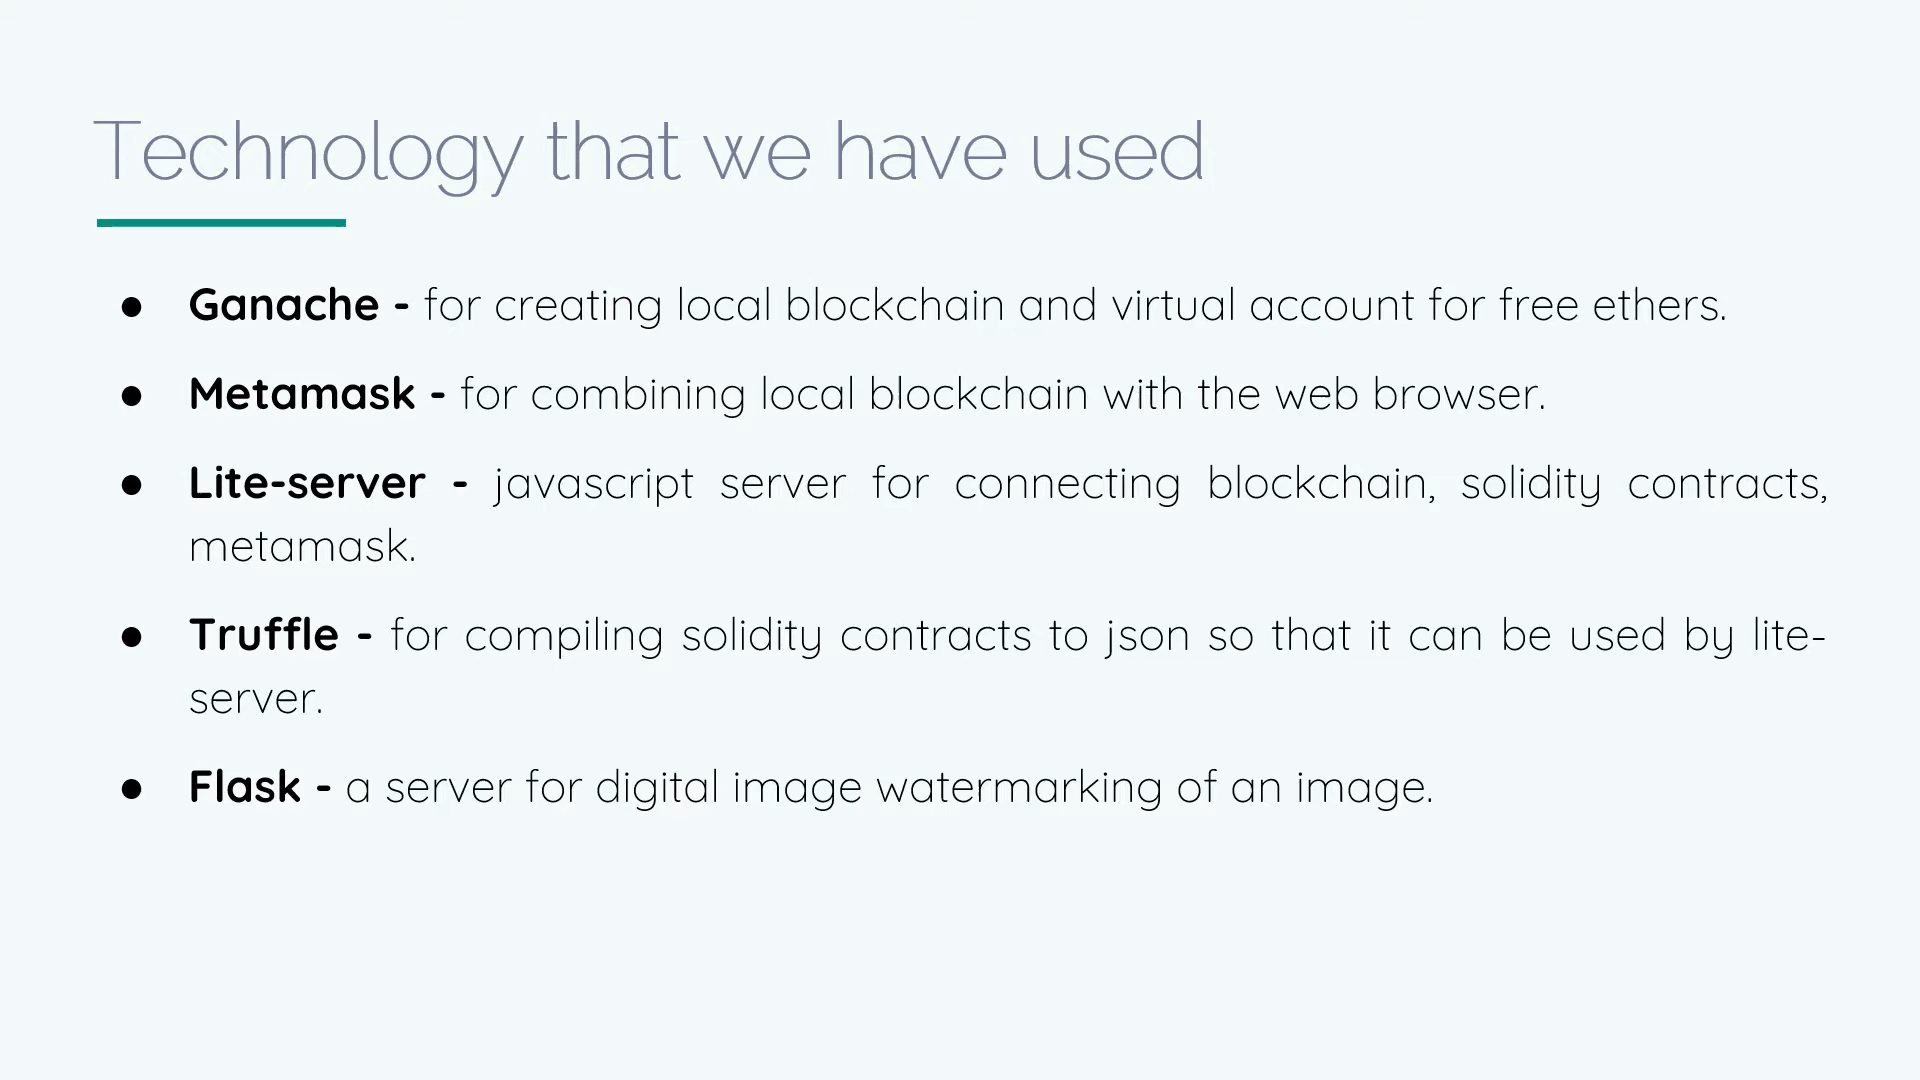 Technology that we have used
● Ganache - for creating local blockchain and virtual account for free ethers.
● Metamask - for combining local blockchain with the web browser.
● Lite-server - javascript server for connecting blockchain, solidity contracts,
metamask.
● Truffle - for compiling solidity contracts to json so that it can be used by lite-
server.
● Flask - a server for digital image watermarking of an image.